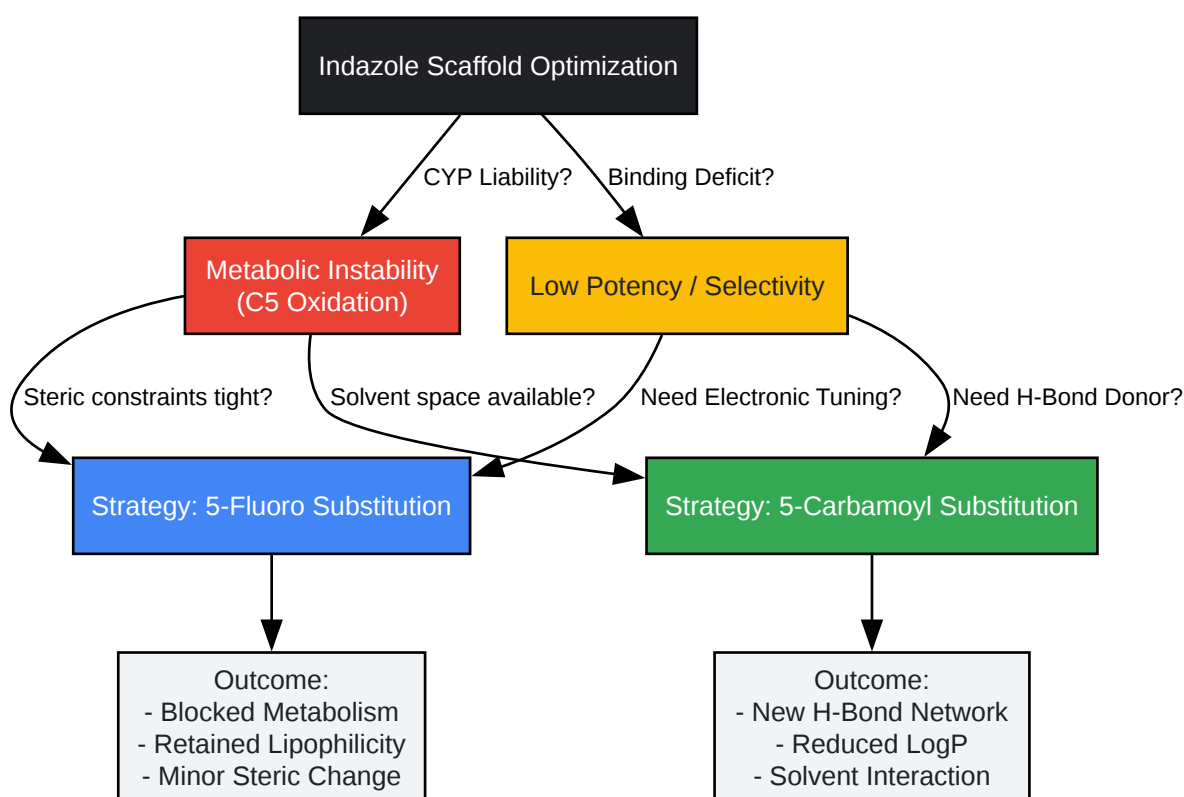 Indazole Scaffold Optimization
CYP Liability?
Binding Deficit?
Metabolic Instability
(C5 Oxidation)
Low Potency / Selectivity
Steric constraints tight?
Solvent space available?
Need Electronic Tuning?
Need H-Bond Donor?
Strategy: 5-Fluoro Substitution
Strategy: 5-Carbamoyl Substitution
Outcome:
- Blocked Metabolism
- Retained Lipophilicity
- Minor Steric Change
Outcome:
- New H-Bond Network
- Reduced LogP
- Solvent Interaction